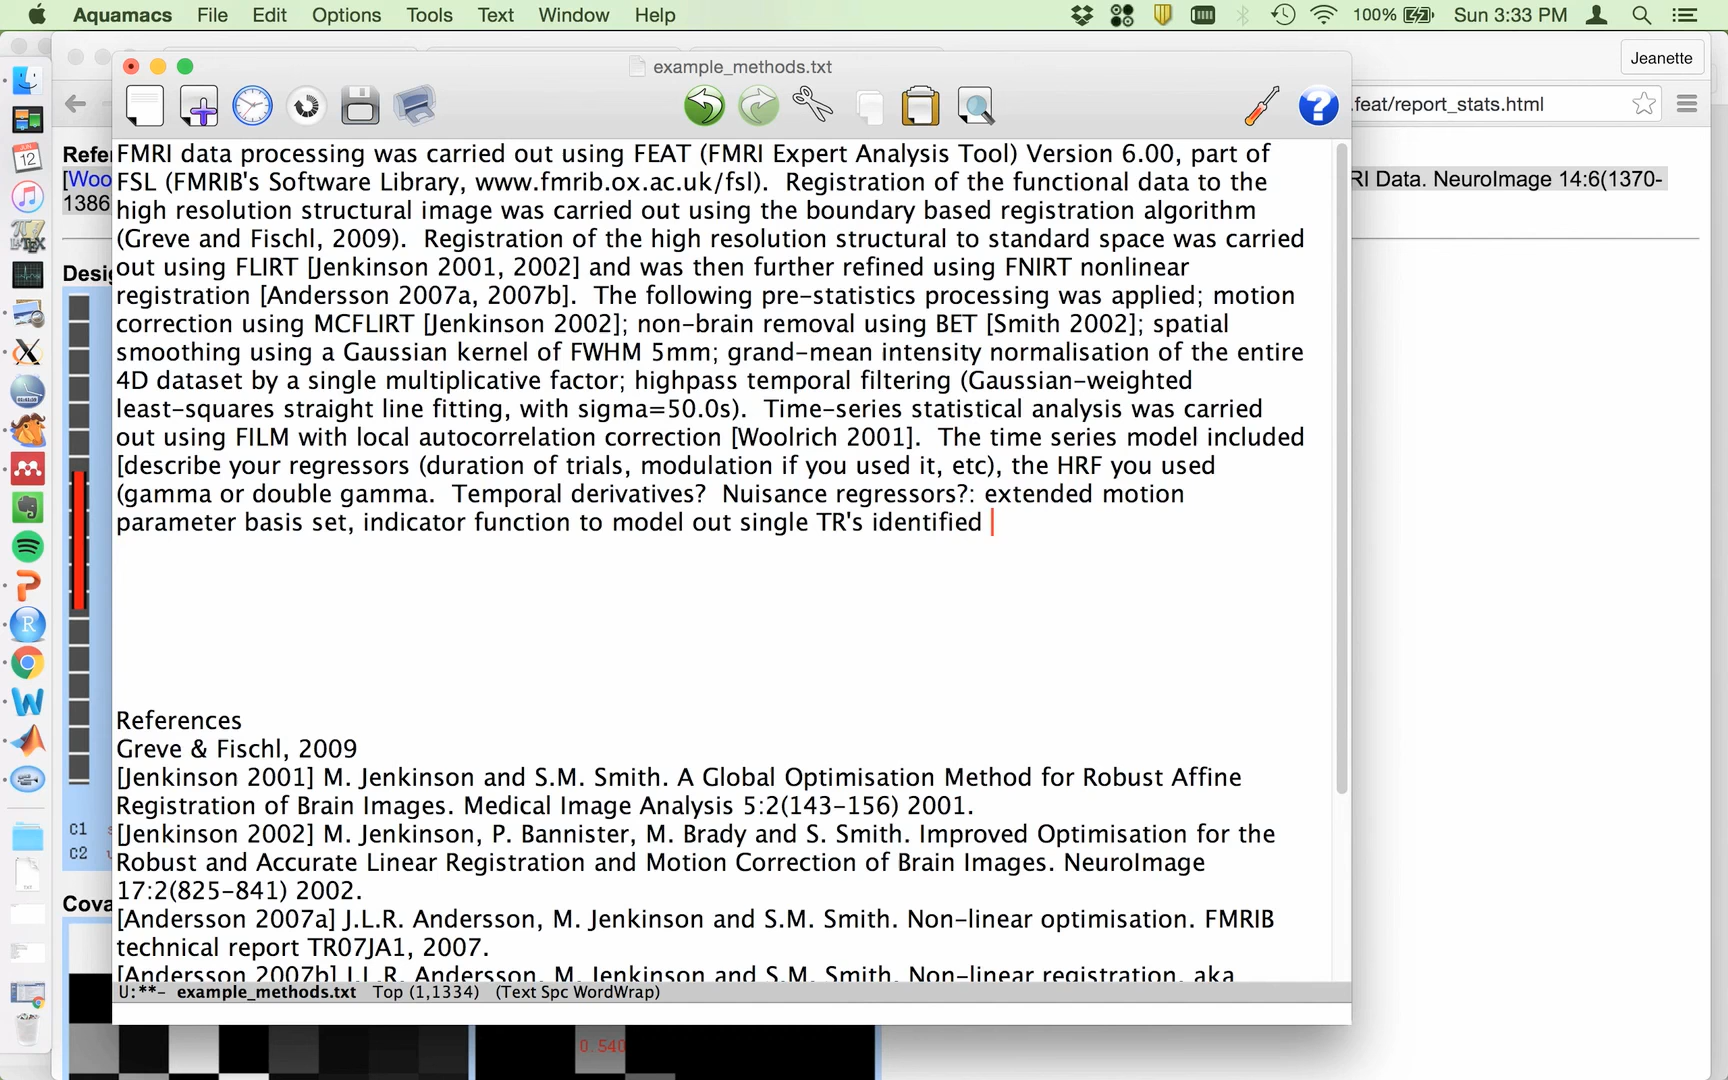 Aquamacs File Edit Options Tools Text Window Help
100% Sun 3:33 PM
example_methods.txt
Jeanette
.feat/report_stats.html
Refer
[Woo
1386
RI Data. NeuroImage 14:6(1370-
FMRI data processing was carried out using FEAT (FMRI Expert Analysis Tool) Version 6.00, part of
FSL (FMRIB's Software Library, www.fmrib.ox.ac.uk/fsl).  Registration of the functional data to the
high resolution structural image was carried out using the boundary based registration algorithm
(Greve and Fischl, 2009).  Registration of the high resolution structural to standard space was carried
out using FLIRT [Jenkinson 2001, 2002] and was then further refined using FNIRT nonlinear
registration [Andersson 2007a, 2007b].  The following pre-statistics processing was applied; motion
correction using MCFLIRT [Jenkinson 2002]; non-brain removal using BET [Smith 2002]; spatial
smoothing using a Gaussian kernel of FWHM 5mm; grand-mean intensity normalisation of the entire
4D dataset by a single multiplicative factor; highpass temporal filtering (Gaussian-weighted
least-squares straight line fitting, with sigma=50.0s).  Time-series statistical analysis was carried
out using FILM with local autocorrelation correction [Woolrich 2001].  The time series model included
[describe your regressors (duration of trials, modulation if you used it, etc), the HRF you used
(gamma or double gamma.  Temporal derivatives?  Nuisance regressors?: extended motion
parameter basis set, indicator function to model out single TR's identified
Desig
C1
C2
Cova
References
Greve & Fischl, 2009
[Jenkinson 2001] M. Jenkinson and S.M. Smith. A Global Optimisation Method for Robust Affine
Registration of Brain Images. Medical Image Analysis 5:2(143-156) 2001.
[Jenkinson 2002] M. Jenkinson, P. Bannister, M. Brady and S. Smith. Improved Optimisation for the
Robust and Accurate Linear Registration and Motion Correction of Brain Images. NeuroImage
17:2(825-841) 2002.
[Andersson 2007a] J.L.R. Andersson, M. Jenkinson and S.M. Smith. Non-linear optimisation. FMRIB
technical report TR07JA1, 2007.
[Andersson 2007b] J.L.R. Andersson, M. Jenkinson and S.M. Smith. Non-linear registration, aka
U:**-  example_methods.txt   Top (1,1334)   (Text Spc WordWrap)
0.540